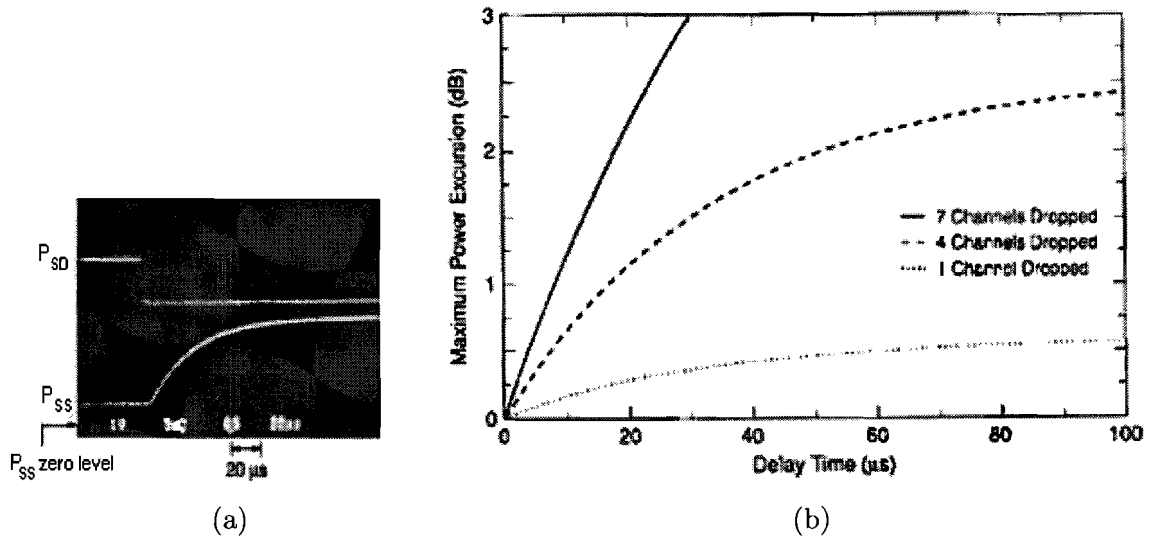 P_SD
P_SS
P_SS zero level
20 µs
(a)
Maximum Power Excursion (dB)
3
2
1
0
7 Channels Dropped
4 Channels Dropped
1 Channel Dropped
0
20
40
60
80
100
Delay Time (µs)
(b)